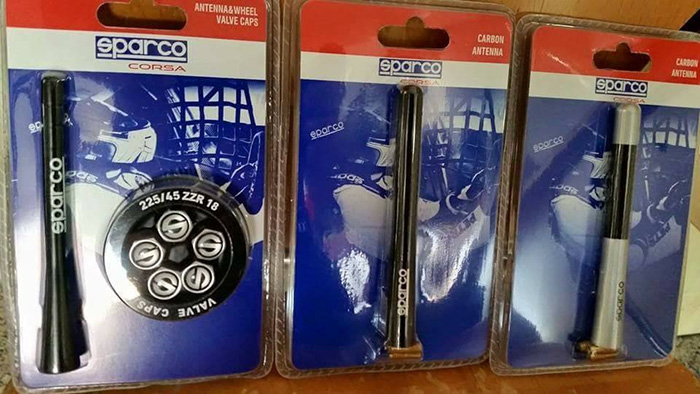 ANTENNA&WHEEL
VALVE CAPS
sparco
CORSA
sparco
sparco
225/45 ZZR 18
VALVE CAPS
CARBON
ANTENNA
sparco
CORSA
sparco
sparco
CARBON
ANTENNA
sparco
CORSA
sparco
sparco